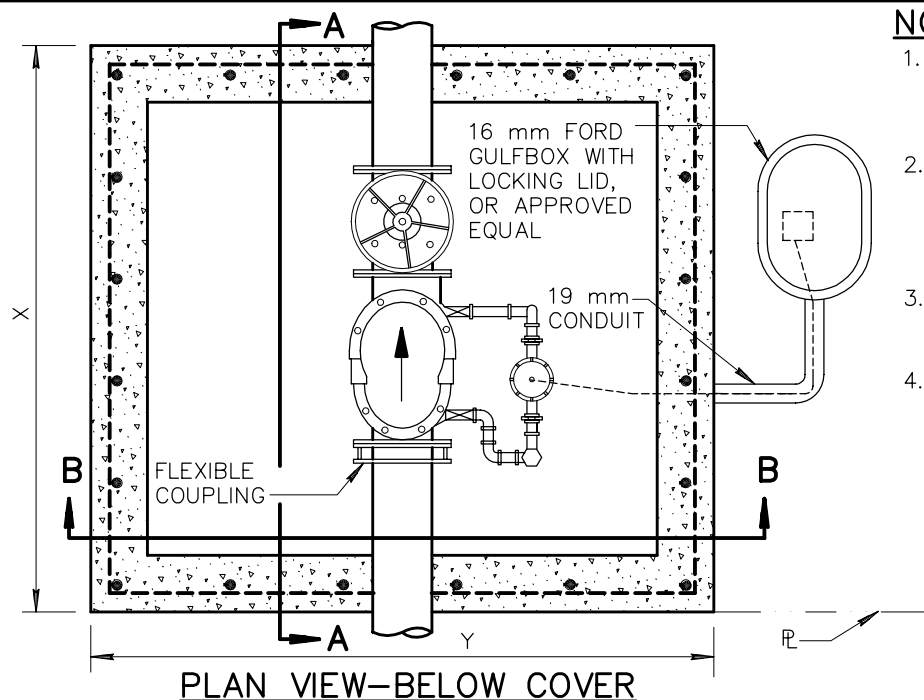 A
NO
1.
16 mm FORD
GULFBOX WITH
LOCKING LID,
OR APPROVED
EQUAL
2.
X
19 mm
CONDUIT
3.
4.
FLEXIBLE
COUPLING
B
B
A
Y
PL
PLAN VIEW-BELOW COVER